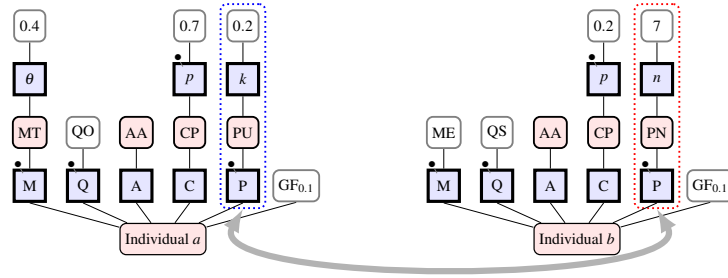 0.4 0.7 0.2 0.2 7
θ p k p n
MT QO AA CP PU ME QS AA CP PN
M Q A C P GF0.1 M Q A C P GF0.1
Individual a Individual b